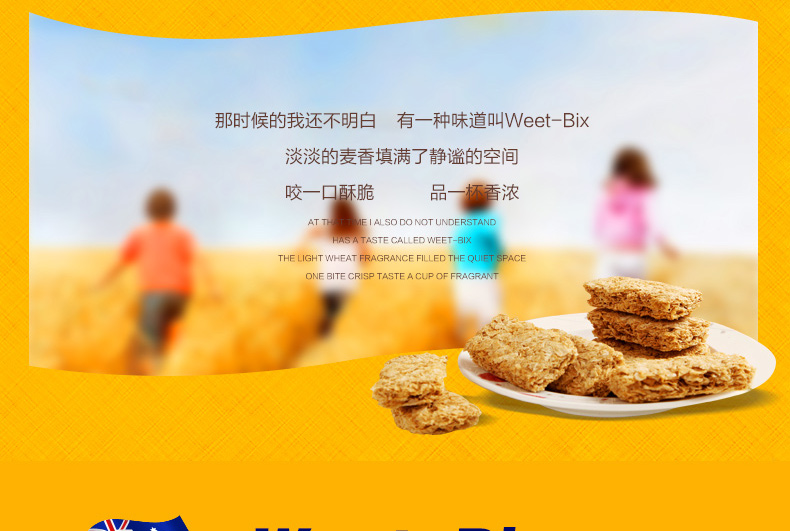 那时候的我还不明白 有一种味道叫Weet-Bix
淡淡的麦香填满了静谧的空间
咬一口酥脆 品一杯香浓
AT THAT TIME I ALSO DO NOT UNDERSTAND
HAS A TASTE CALLED WEET-BIX
THE LIGHT WHEAT FRAGRANCE FILLED THE QUIET SPACE
ONE BITE CRISP TASTE A CUP OF FRAGRANT